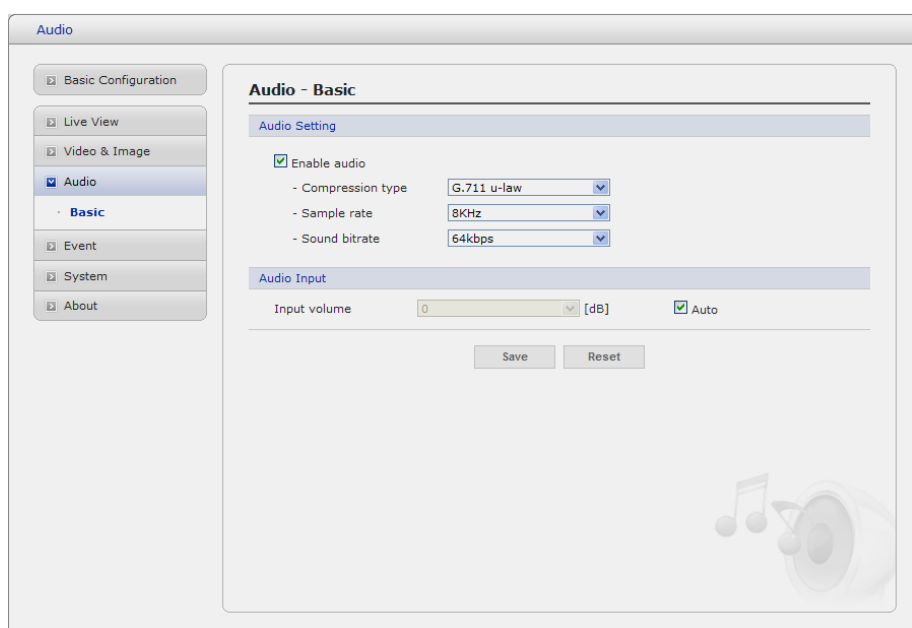 Audio
Basic Configuration
Live View
Video & Image
Audio
· Basic
Event
System
About
Audio - Basic
Audio Setting
Enable audio
- Compression type G.711 u-law
- Sample rate 8KHz
- Sound bitrate 64kbps
Audio Input
Input volume 0 [dB] Auto
Save Reset